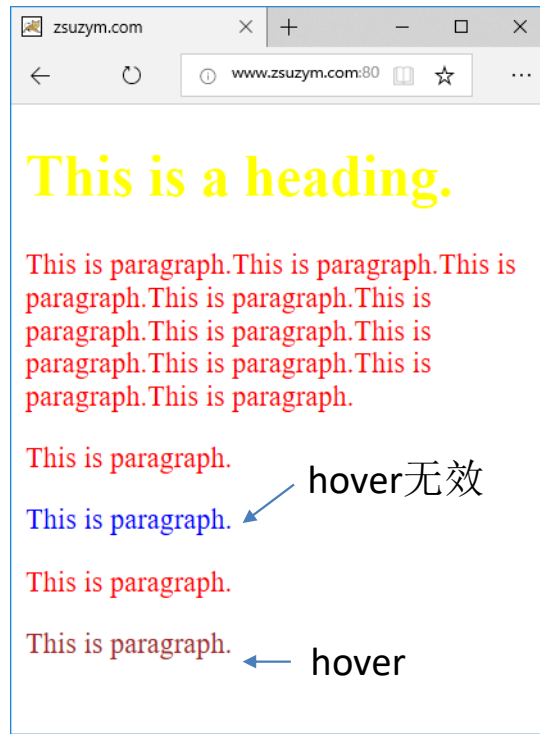 zsuzym.com
www.zsuzym.com:80
This is a heading.
This is paragraph.This is paragraph.This is
paragraph.This is paragraph.This is
paragraph.This is paragraph.This is
paragraph.This is paragraph.This is
paragraph.This is paragraph.
This is paragraph.
hover无效
This is paragraph.
This is paragraph.
This is paragraph.
hover